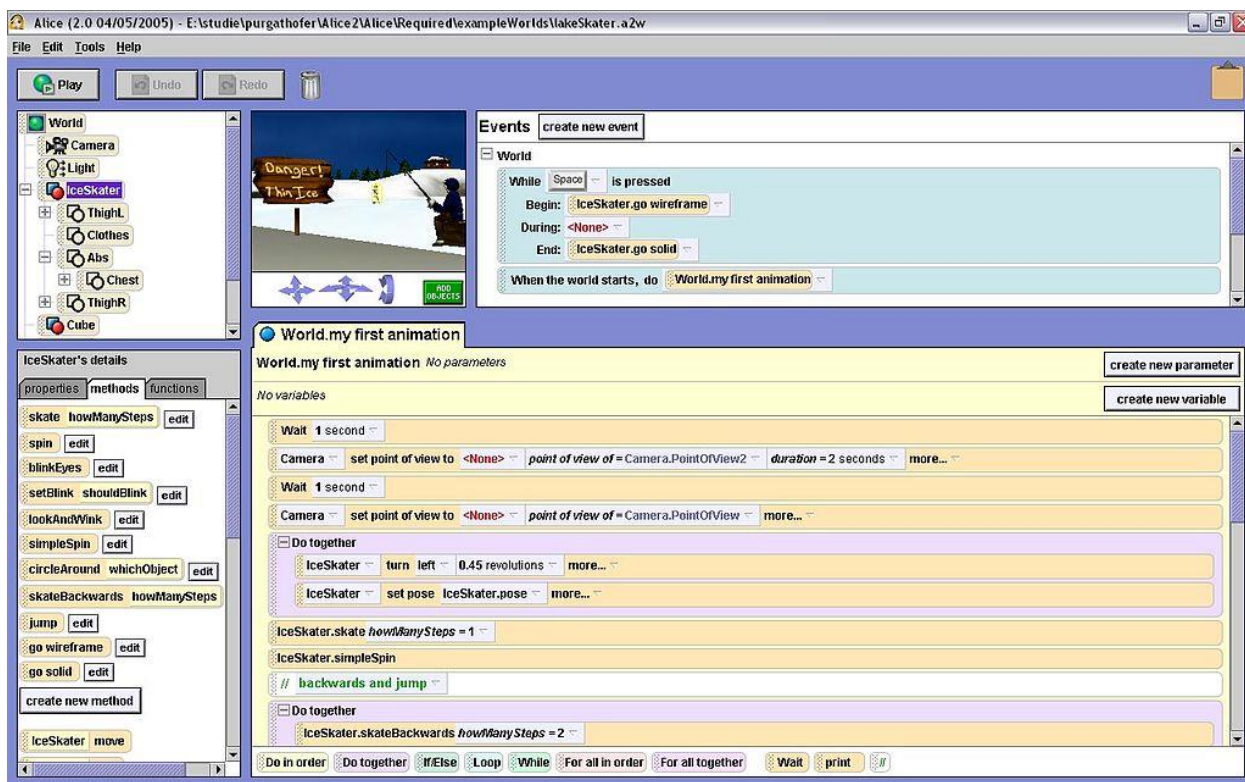 Alice (2.0 04/05/2005) - E:\studie\purgathofer\Alice2\Alice\Required\exampleWorlds\lakeSkater.a2w
File Edit Tools Help
Play Undo Redo
World
Camera
Light
IceSkater
ThighL
Clothes
Abs
Chest
ThighR
Cube
Danger!
Thin Ice
ADD
OBJECTS
Events create new event
World
While Space is pressed
Begin: IceSkater.go wireframe
During: <None>
End: IceSkater.go solid
When the world starts, do World.my first animation
IceSkater's details
properties methods functions
skate howManySteps edit
spin edit
blinkEyes edit
setBlink shouldBlink edit
lookAndWink edit
simpleSpin edit
circleAround whichObject edit
skateBackwards howManySteps
jump edit
go wireframe edit
go solid edit
create new method
IceSkater move
World.my first animation
World.my first animation No parameters create new parameter
No variables create new variable
Wait 1 second
Camera set point of view to <None> point of view of = Camera.PointOfView2 duration = 2 seconds more...
Wait 1 second
Camera set point of view to <None> point of view of = Camera.PointOfView more...
Do together
IceSkater turn left 0.45 revolutions more...
IceSkater set pose IceSkater.pose more...
IceSkater.skate howManySteps = 1
IceSkater.simpleSpin
// backwards and jump
Do together
IceSkater.skateBackwards howManySteps = 2
Do in order Do together If/Else Loop While For all in order For all together Wait print //